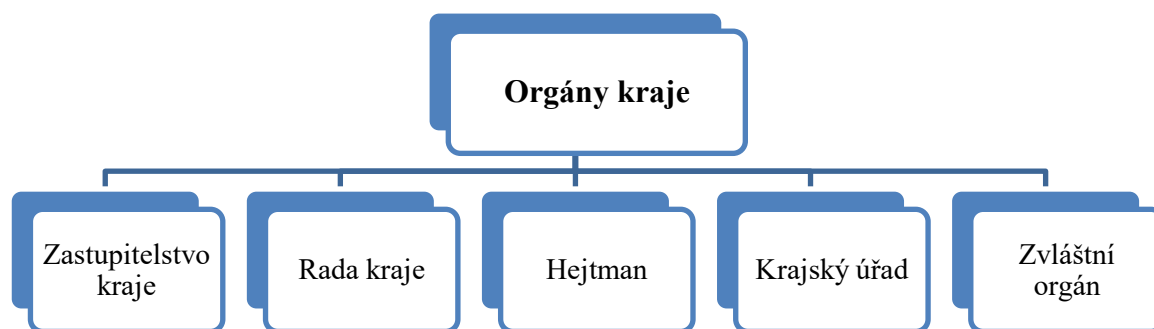 Orgány kraje
Zastupitelstvo
kraje
Rada kraje
Hejtman
Krajský úřad
Zvláštní
orgán